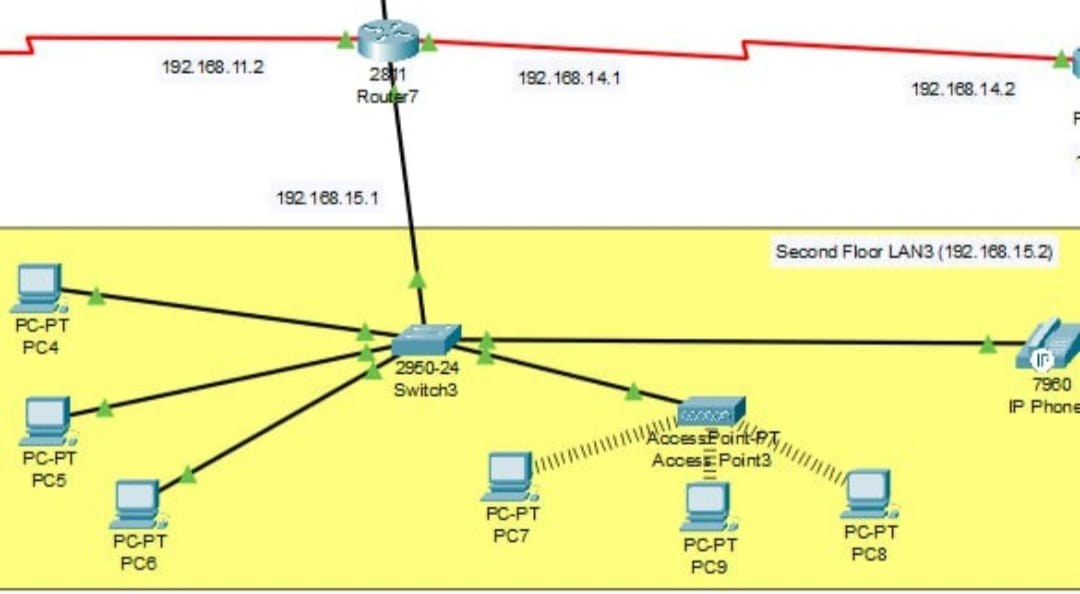 192.168.11.2
2811
Router7
192.168.14.1
192.168.14.2
192.168.15.1
Second Floor LAN3 (192.168.15.2)
PC-PT
PC4
2950-24
Switch3
7960
IP Phone
IP
PC-PT
PC5
AccessPoint-PT
Access Point3
PC-PT
PC6
PC-PT
PC7
PC-PT
PC9
PC-PT
PC8